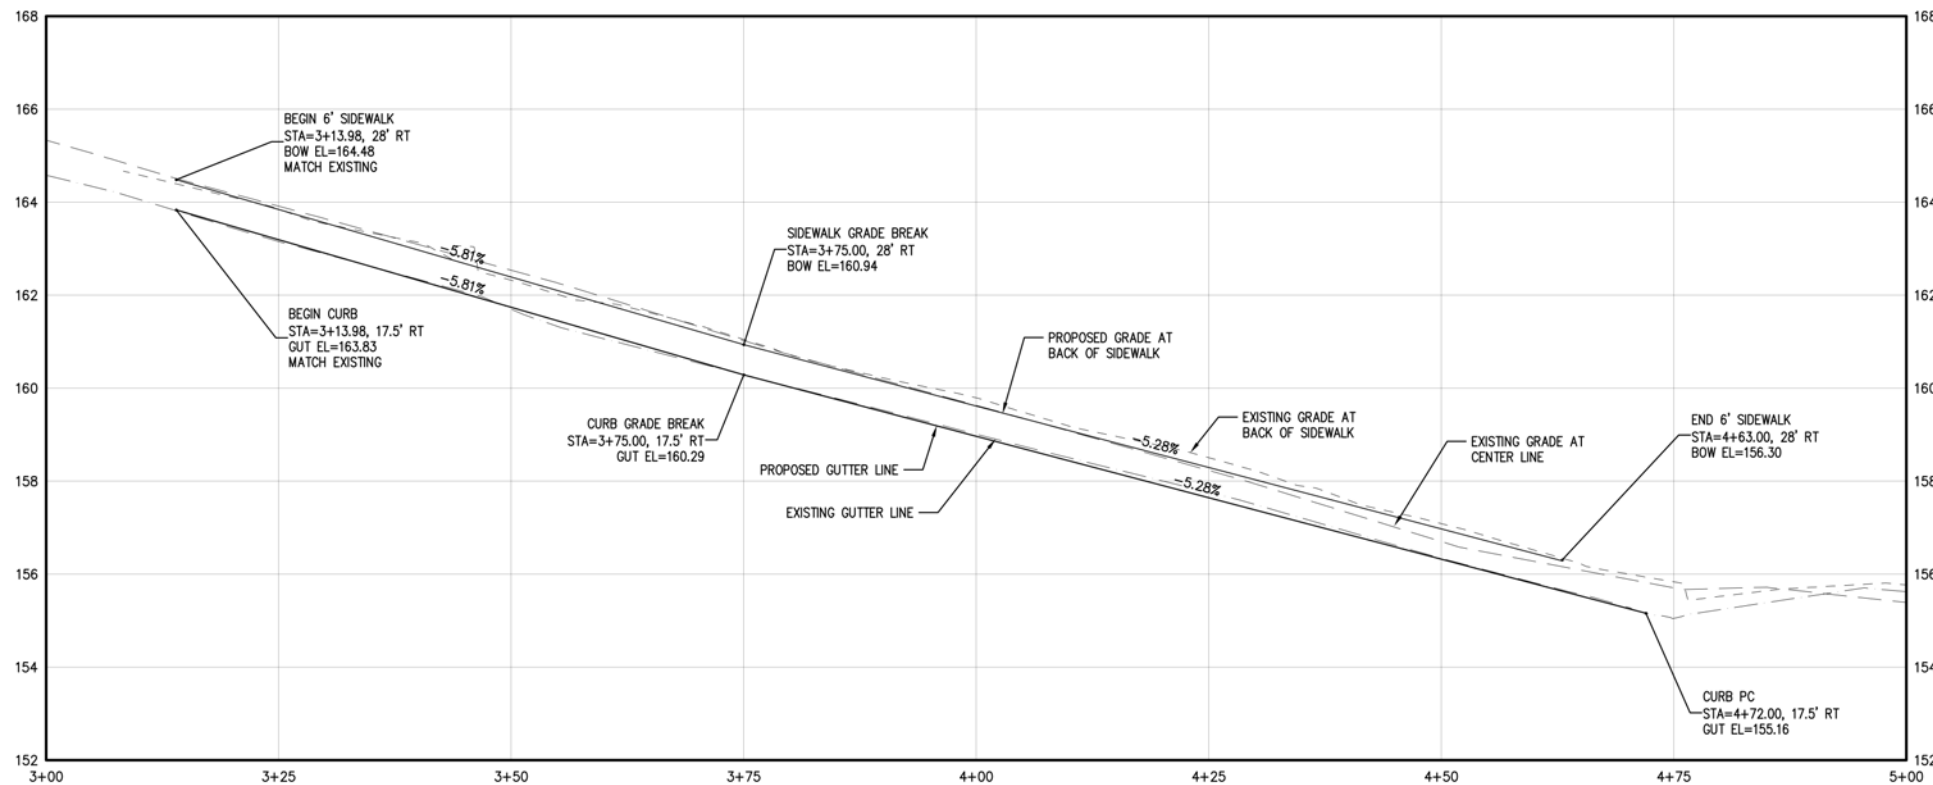 168
168
166
166
164
164
162
162
160
160
158
158
156
156
154
154
152
152
BEGIN 6' SIDEWALK
STA=3+13.98, 28' RT
BOW EL=164.48
MATCH EXISTING
BEGIN CURB
STA=3+13.98, 17.5' RT
GUT EL=163.83
MATCH EXISTING
-5.81%
-5.81%
SIDEWALK GRADE BREAK
STA=3+75.00, 28' RT
BOW EL=160.94
CURB GRADE BREAK
STA=3+75.00, 17.5' RT
GUT EL=160.29
PROPOSED GRADE AT
BACK OF SIDEWALK
PROPOSED GUTTER LINE
EXISTING GUTTER LINE
-5.28%
-5.28%
EXISTING GRADE AT
BACK OF SIDEWALK
EXISTING GRADE AT
CENTER LINE
END 6' SIDEWALK
STA=4+63.00, 28' RT
BOW EL=156.30
CURB PC
STA=4+72.00, 17.5' RT
GUT EL=155.16
3+00
3+25
3+50
3+75
4+00
4+25
4+50
4+75
5+00